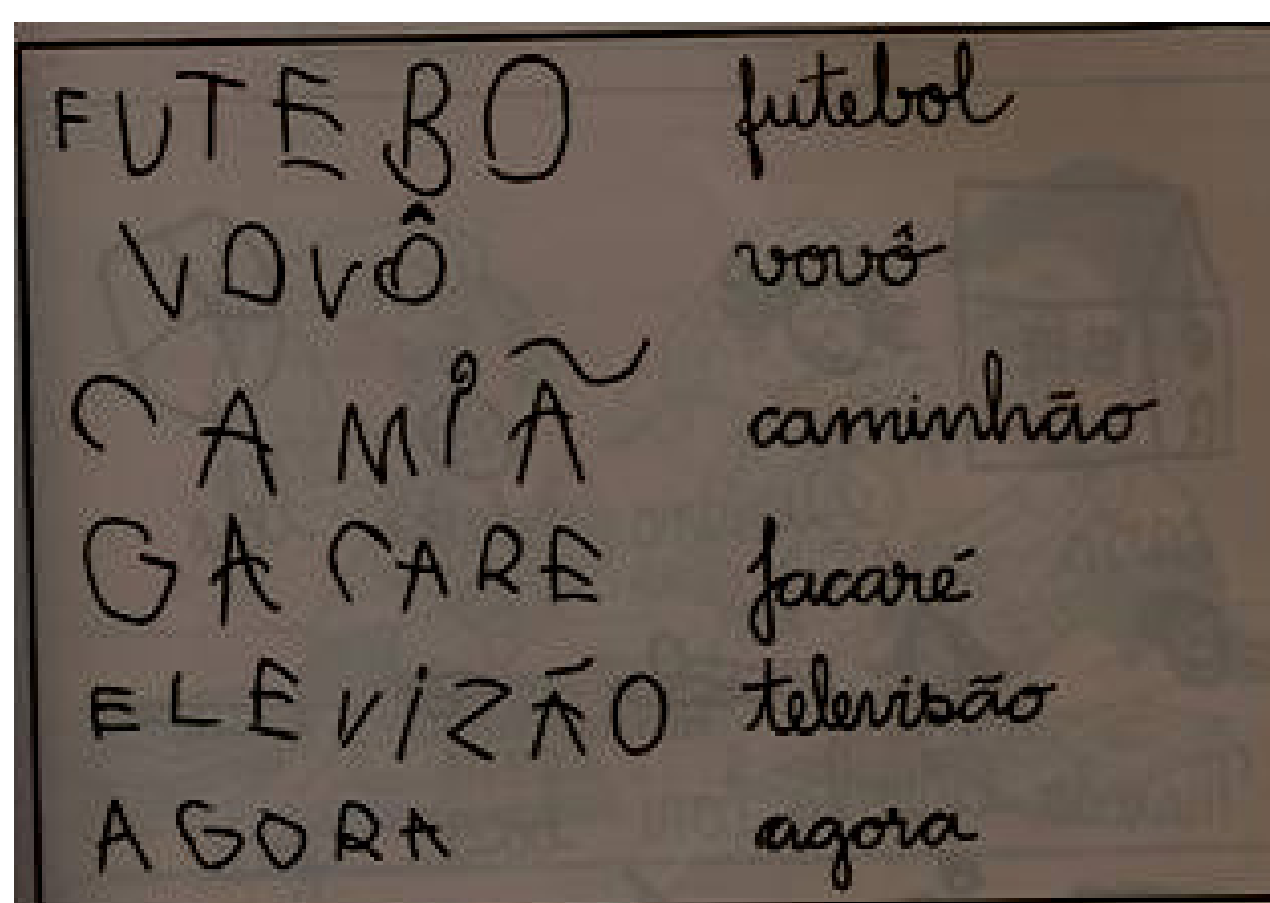 FUTEBO futebol
VOVÔ vovô
CAMIÃ caminhão
GACARE jacaré
ELEVIZÃO televisão
AGORA agora